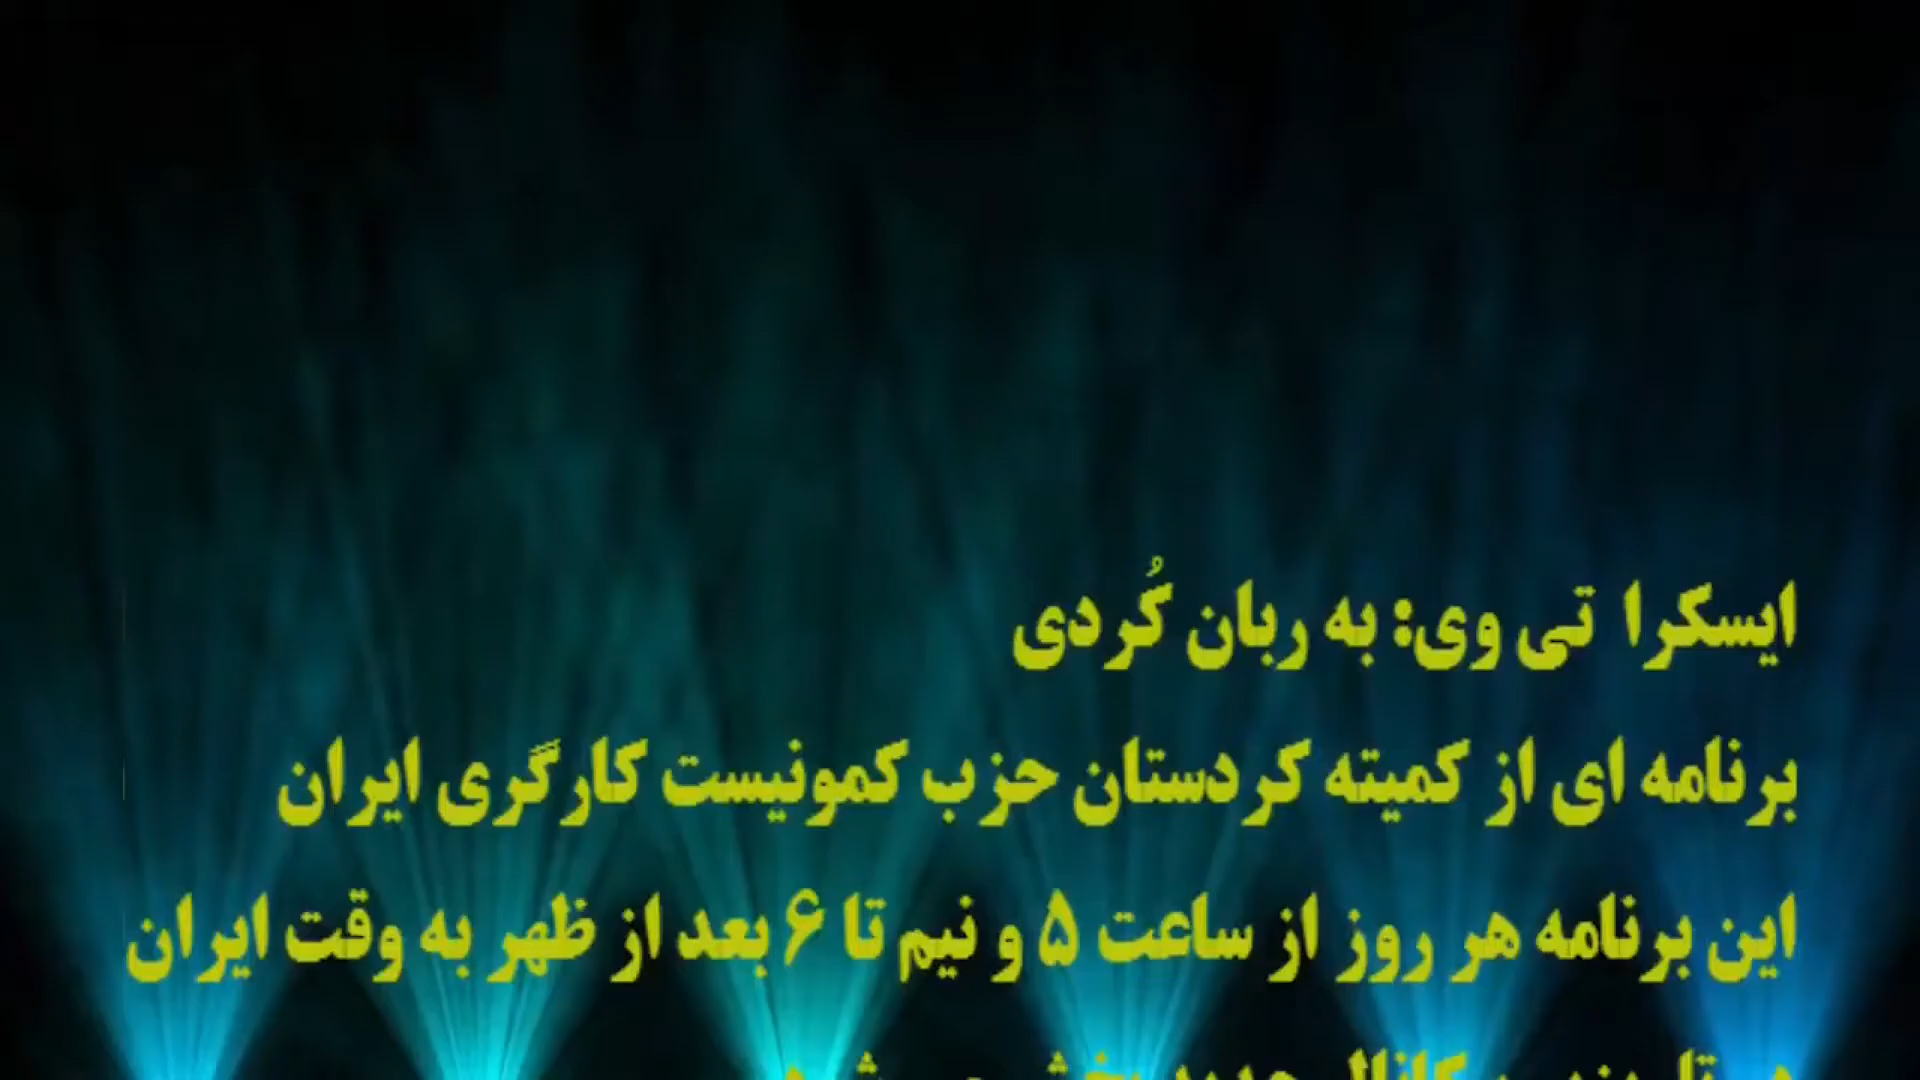 ایسکرا تی وی: به ربان کُردی
برنامه ای از کمیته کردستان حزب کمونیست کارگری ایران
این برنامه هر روز از ساعت ۵ و نیم تا ۶ بعد از ظهر به وقت ایران